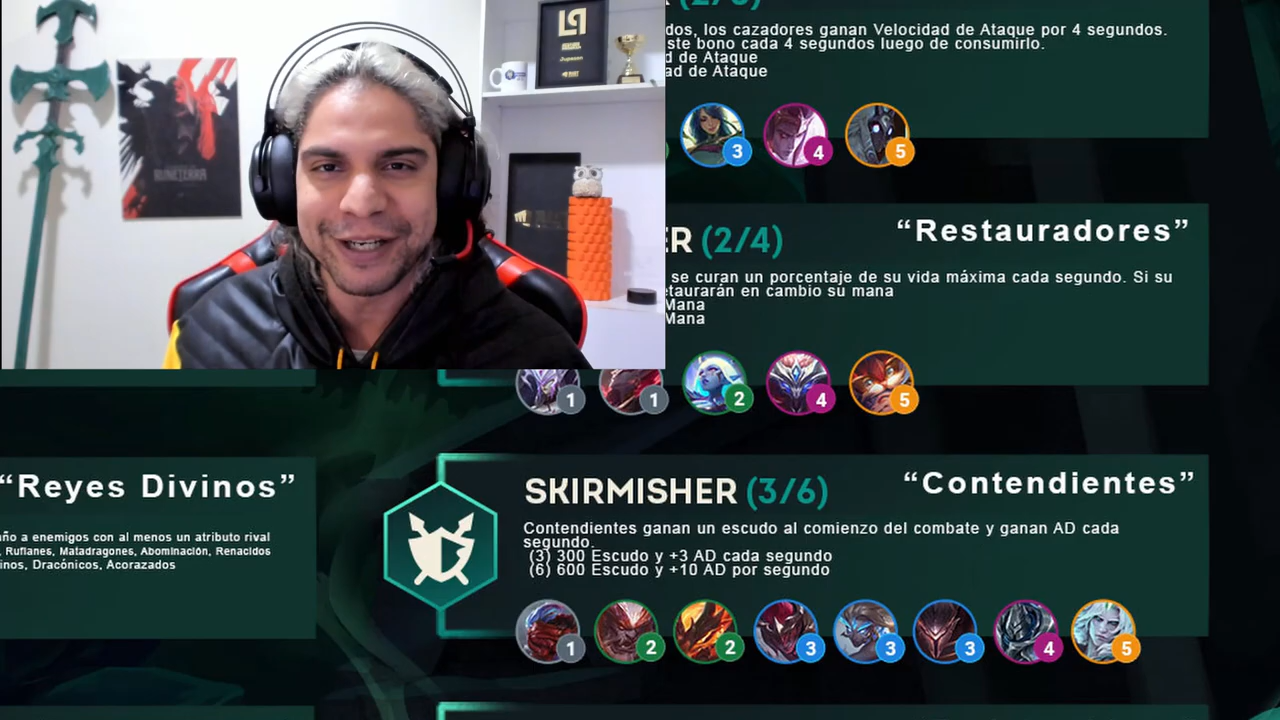 (2/3)
dos, los cazadores ganan Velocidad de Ataque por 4 segundos.
ste bono cada 4 segundos luego de consumirlo.
d de Ataque
ad de Ataque
3
4
5
ER (2/4)
“Restauradores”
se curan un porcentaje de su vida máxima cada segundo. Si su
etaurarán en cambio su mana
Mana
Mana
1
1
2
4
5
“Reyes Divinos”
ño a enemigos con al menos un atributo rival
, Rufianes, Matadragones, Abominación, Renacidos
inos, Dracónicos, Acorazados
SKIRMISHER (3/6)
“Contendientes”
Contendientes ganan un escudo al comienzo del combate y ganan AD cada
segundo.
(3) 300 Escudo y +3 AD cada segundo
(6) 600 Escudo y +10 AD por segundo
1
2
2
3
3
3
4
5
RUNETERRA